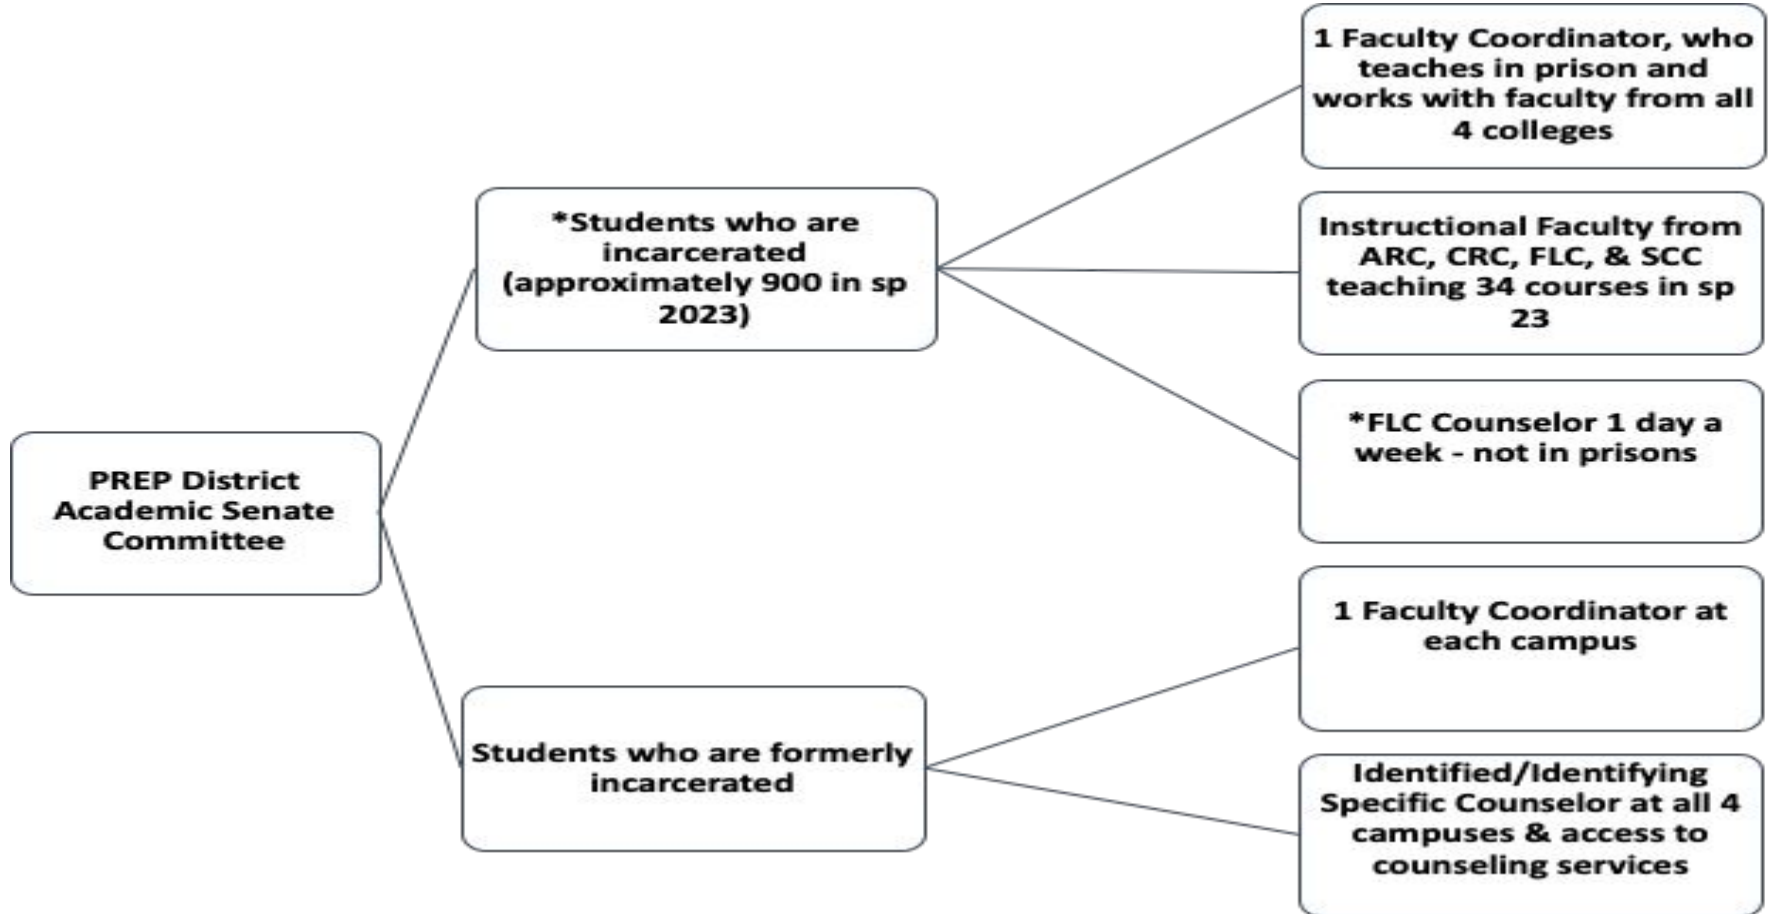 1 Faculty Coordinator, who
teaches in prison and
works with faculty from all
4 colleges
*Students who are
incarcerated
(approximately 900 in sp
2023)
Instructional Faculty from
ARC, CRC, FLC, & SCC
teaching 34 courses in sp
23
*FLC Counselor 1 day a
week - not in prisons
PREP District
Academic Senate
Committee
1 Faculty Coordinator at
each campus
Students who are formerly
incarcerated
Identified/Identifying
Specific Counselor at all 4
campuses & access to
counseling services